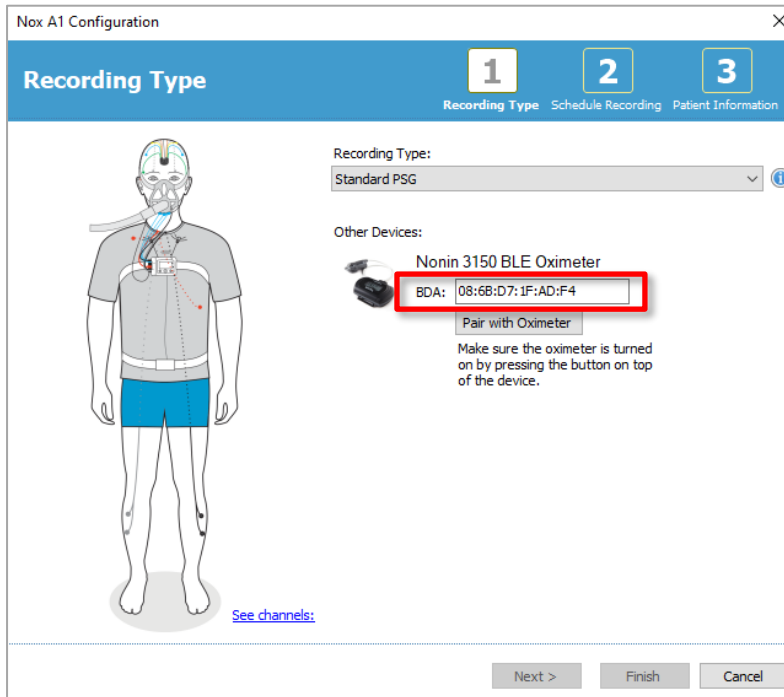 Nox A1 Configuration
Recording Type
1
2
3
Recording Type
Schedule Recording
Patient Information
Recording Type:
Standard PSG
Other Devices:
Nonin 3150 BLE Oximeter
BDA: 08:6B:D7:1F:AD:F4
Pair with Oximeter
Make sure the oximeter is turned
on by pressing the button on top
of the device.
See channels:
Next >
Finish
Cancel